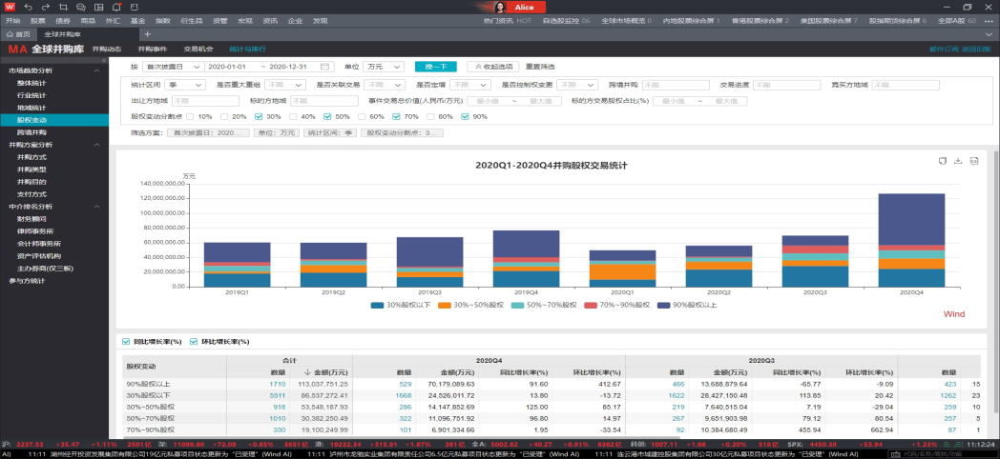 Alice
开始 股票 债券 商品 外汇 基金 指数 衍生品 资管 宏观 资讯 企业 发现
热门资讯 HOT 自选股监控 06 全球市场概览 0 内地股票综合屏 1 香港股票综合屏 2 美国股票综合屏 7 股指期货综合屏 6 全部A股 60
首页 全球并购库 +
MA 全球并购库 并购动态 并购事件 交易机会 统计与排行 邮件订阅 返回旧版
市场趋势分析
整体统计
行业统计
地域统计
股权变动
跨境并购
并购方案分析
并购方式
并购类型
并购目的
支付方式
中介排名分析
财务顾问
律师事务所
会计师事务所
资产评估机构
主办券商(仅三板)
参与方统计
按 首次披露日 2020-01-01 ~ 2020-12-31 单位 万元 搜一下 收起选项 重置筛选
统计区间 季 是否重大重组 不限 是否关联交易 不限 是否定增 不限 是否控制权变更 不限 跨境并购 不限 交易进度 不限 竞买方地域 不限
出让方地域 不限 标的方地域 不限 事件交易总价值(人民币/万元) 最小值 ~ 最大值 标的方交易股权占比(%) 最小值 ~ 最大值
股权变动分割点 10% 20% 30% 40% 50% 60% 70% 80% 90%
筛选方案: 首次披露日: 2020... 单位: 万元 统计区间: 季 股权变动分割点: 3...
2020Q1-2020Q4并购股权交易统计
万元
140,000,000.00
120,000,000.00
100,000,000.00
80,000,000.00
60,000,000.00
40,000,000.00
20,000,000.00
0.00
2019Q1 2019Q2 2019Q3 2019Q4 2020Q1 2020Q2 2020Q3 2020Q4
30%股权以下 30%~50%股权 50%~70%股权 70%~90%股权 90%股权以上
Wind
同比增长率(%) 环比增长率(%)
股权变动 合计 2020Q4 2020Q3
数量 ↓ 金额(万元) 数量 金额(万元) 同比增长率(%) 环比增长率(%) 数量 金额(万元) 同比增长率(%) 环比增长率(%) 数量
90%股权以上 1710 113,037,751.25 529 70,179,089.63 91.60 412.67 466 13,688,879.64 -65.77 -9.09 423 15
30%股权以下 5511 86,537,272.41 1668 24,526,011.72 13.80 -13.72 1622 28,427,150.48 113.85 20.42 1262 23
30%~50%股权 918 53,548,187.93 286 14,147,852.69 125.00 85.17 219 7,640,515.04 7.19 -29.04 259 10
50%~70%股权 1010 30,382,250.49 322 11,096,751.92 96.80 14.97 267 9,651,903.98 79.12 80.54 257 5
70%~90%股权 330 19,100,249.99 101 6,901,334.66 1.95 -33.54 92 10,384,680.49 455.94 662.94 87 1
沪: 3237.53 +35.47 +1.11% 2501亿 深: 11098.68 +72.09 +0.65% 3851亿 港: 19232.34 +315.91 +1.67% 361亿 全A: 5002.62 +40.27 +0.81% 6362亿 科创: 1007.11 +1.96 +0.20% 518亿 SPX: 4450.38 +53.94 +1.23% 11:12:24
AI) 11:11 湖州经开投资发展集团有限公司19亿元私募项目状态更新为“已受理”(Wind AI) 11:11 泸州市龙驰实业集团有限责任公司6.5亿元私募项目状态更新为“已受理”(Wind AI) 11:11 连云港市城建控股集团有限公司30亿元私募项目状态更新为“已受理”(Wind AI) 代码/名称/简拼/功能